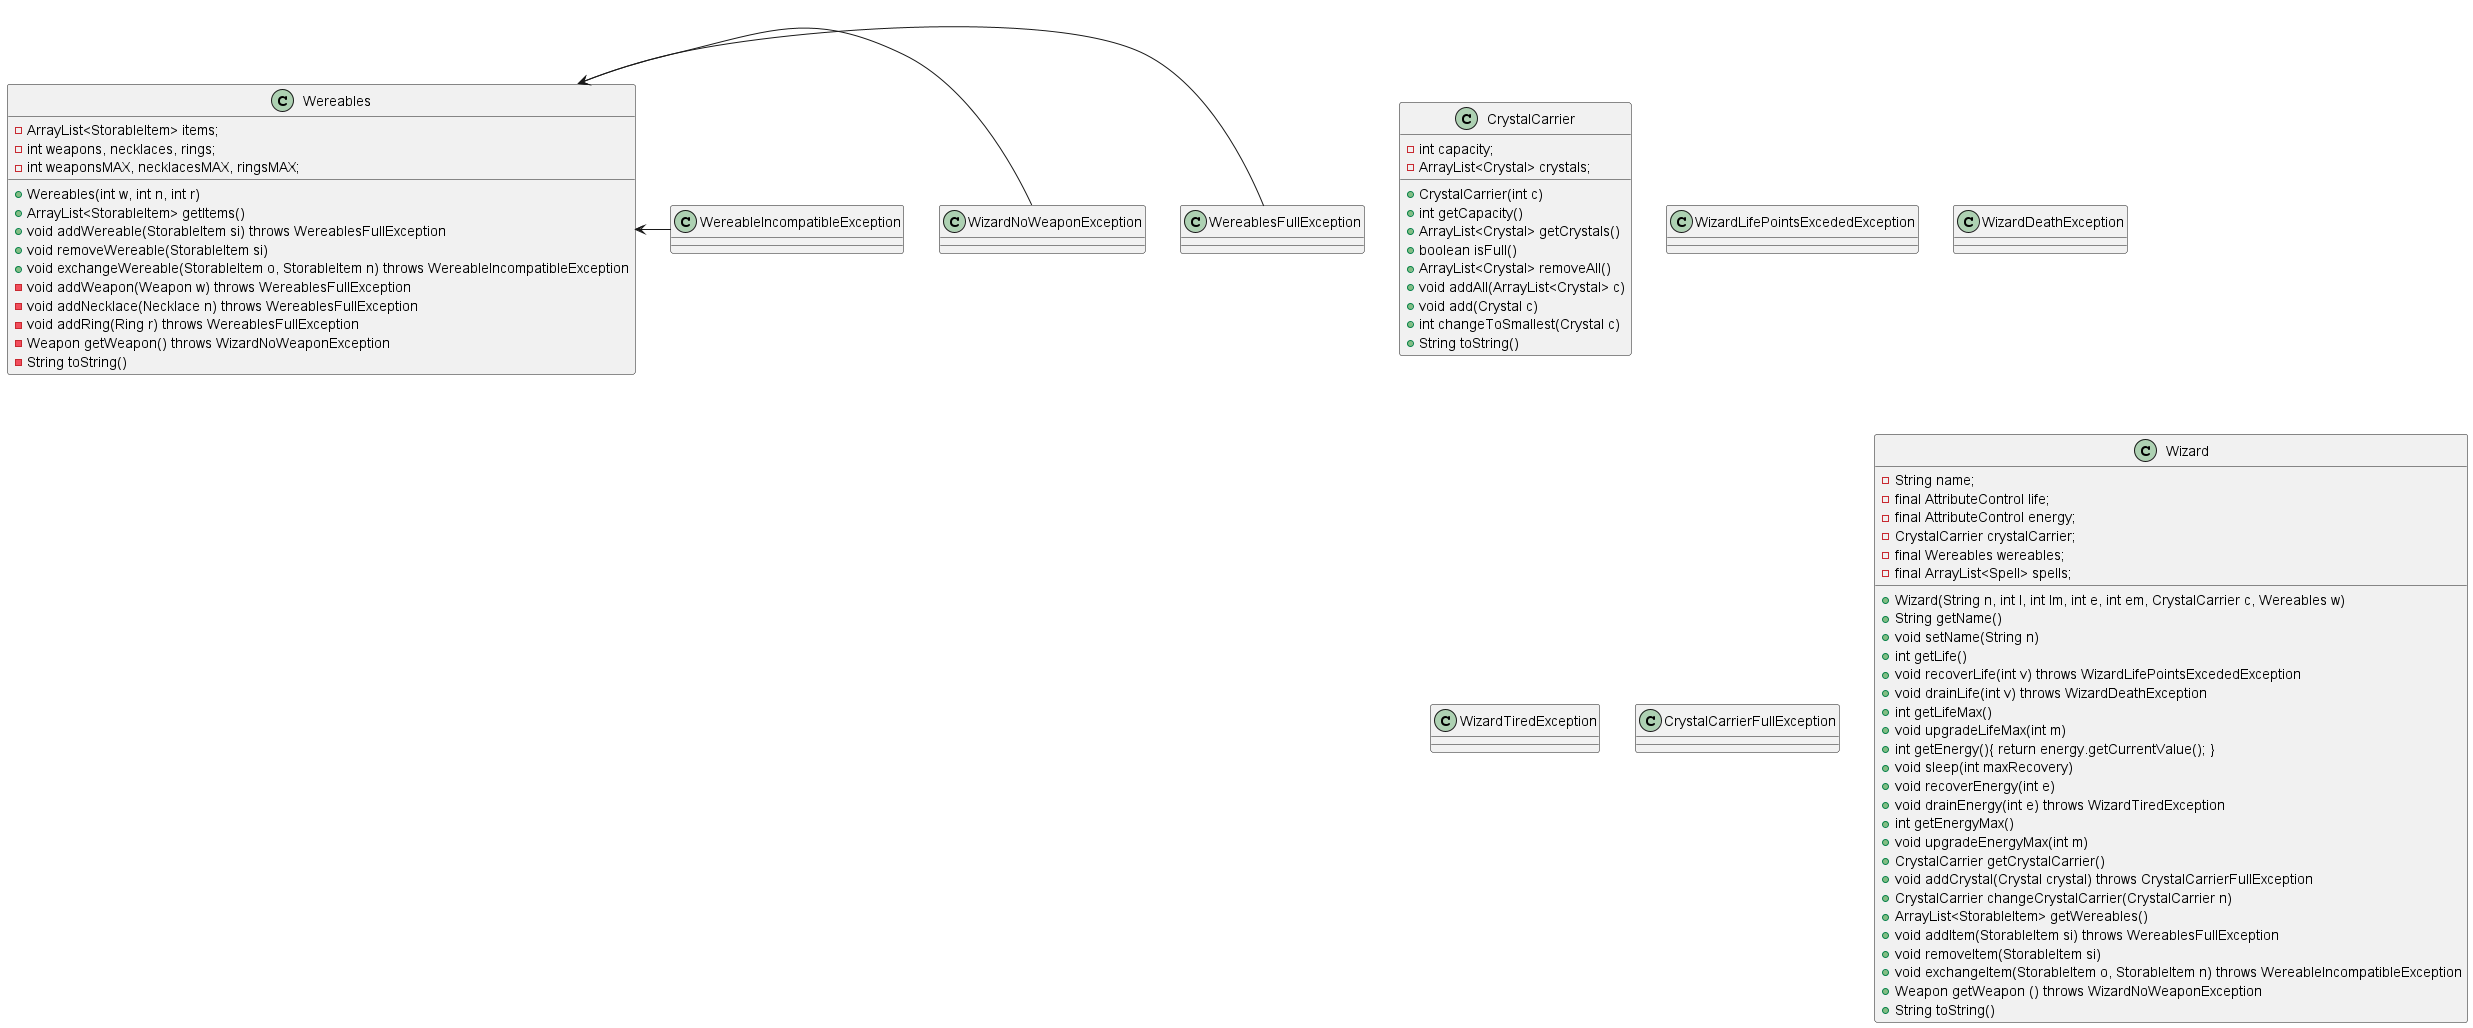 C Wereables
ArrayList<StorableItem> items;
int weapons, necklaces, rings;
int weaponsMAX, necklacesMAX, ringsMAX;
Wereables(int w, int n, int r)
ArrayList<StorableItem> getItems()
void addWereable(StorableItem si) throws WereablesFullException
void removeWereable(StorableItem si)
void exchangeWereable(StorableItem o, StorableItem n) throws WereableIncompatibleException
void addWeapon(Weapon w) throws WereablesFullException
void addNecklace(Necklace n) throws WereablesFullException
void addRing(Ring r) throws WereablesFullException
Weapon getWeapon() throws WizardNoWeaponException
String toString()
C WereableIncompatibleException
C WizardNoWeaponException
C WereablesFullException
C CrystalCarrier
int capacity;
ArrayList<Crystal> crystals;
CrystalCarrier(int c)
int getCapacity()
ArrayList<Crystal> getCrystals()
boolean isFull()
ArrayList<Crystal> removeAll()
void addAll(ArrayList<Crystal> c)
void add(Crystal c)
int changeToSmallest(Crystal c)
String toString()
C WizardLifePointsExcededException
C WizardDeathException
C WizardTiredException
C CrystalCarrierFullException
C Wizard
String name;
final AttributeControl life;
final AttributeControl energy;
CrystalCarrier crystalCarrier;
final Wereables wereables;
final ArrayList<Spell> spells;
Wizard(String n, int l, int lm, int e, int em, CrystalCarrier c, Wereables w)
String getName()
void setName(String n)
int getLife()
void recoverLife(int v) throws WizardLifePointsExcededException
void drainLife(int v) throws WizardDeathException
int getLifeMax()
void upgradeLifeMax(int m)
int getEnergy(){ return energy.getCurrentValue(); }
void sleep(int maxRecovery)
void recoverEnergy(int e)
void drainEnergy(int e) throws WizardTiredException
int getEnergyMax()
void upgradeEnergyMax(int m)
CrystalCarrier getCrystalCarrier()
void addCrystal(Crystal crystal) throws CrystalCarrierFullException
CrystalCarrier changeCrystalCarrier(CrystalCarrier n)
ArrayList<StorableItem> getWereables()
void addItem(StorableItem si) throws WereablesFullException
void removeItem(StorableItem si)
void exchangeItem(StorableItem o, StorableItem n) throws WereableIncompatibleException
Weapon getWeapon () throws WizardNoWeaponException
String toString()